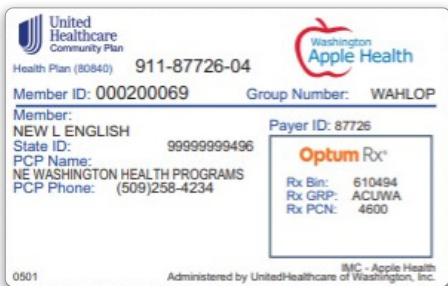 United
Healthcare
Community Plan
Washington
Apple Health
Health Plan (80840) 911-87726-04
Member ID: 000200069 Group Number: WAHLOP
Member:
NEW L ENGLISH
State ID: 99999999496
PCP Name:
NE WASHINGTON HEALTH PROGRAMS
PCP Phone: (509)258-4234
Payer ID: 87726
Optum Rx®
Rx Bin: 610494
Rx GRP: ACUWA
Rx PCN: 4600
IMC - Apple Health
0501 Administered by UnitedHealthcare of Washington, Inc.